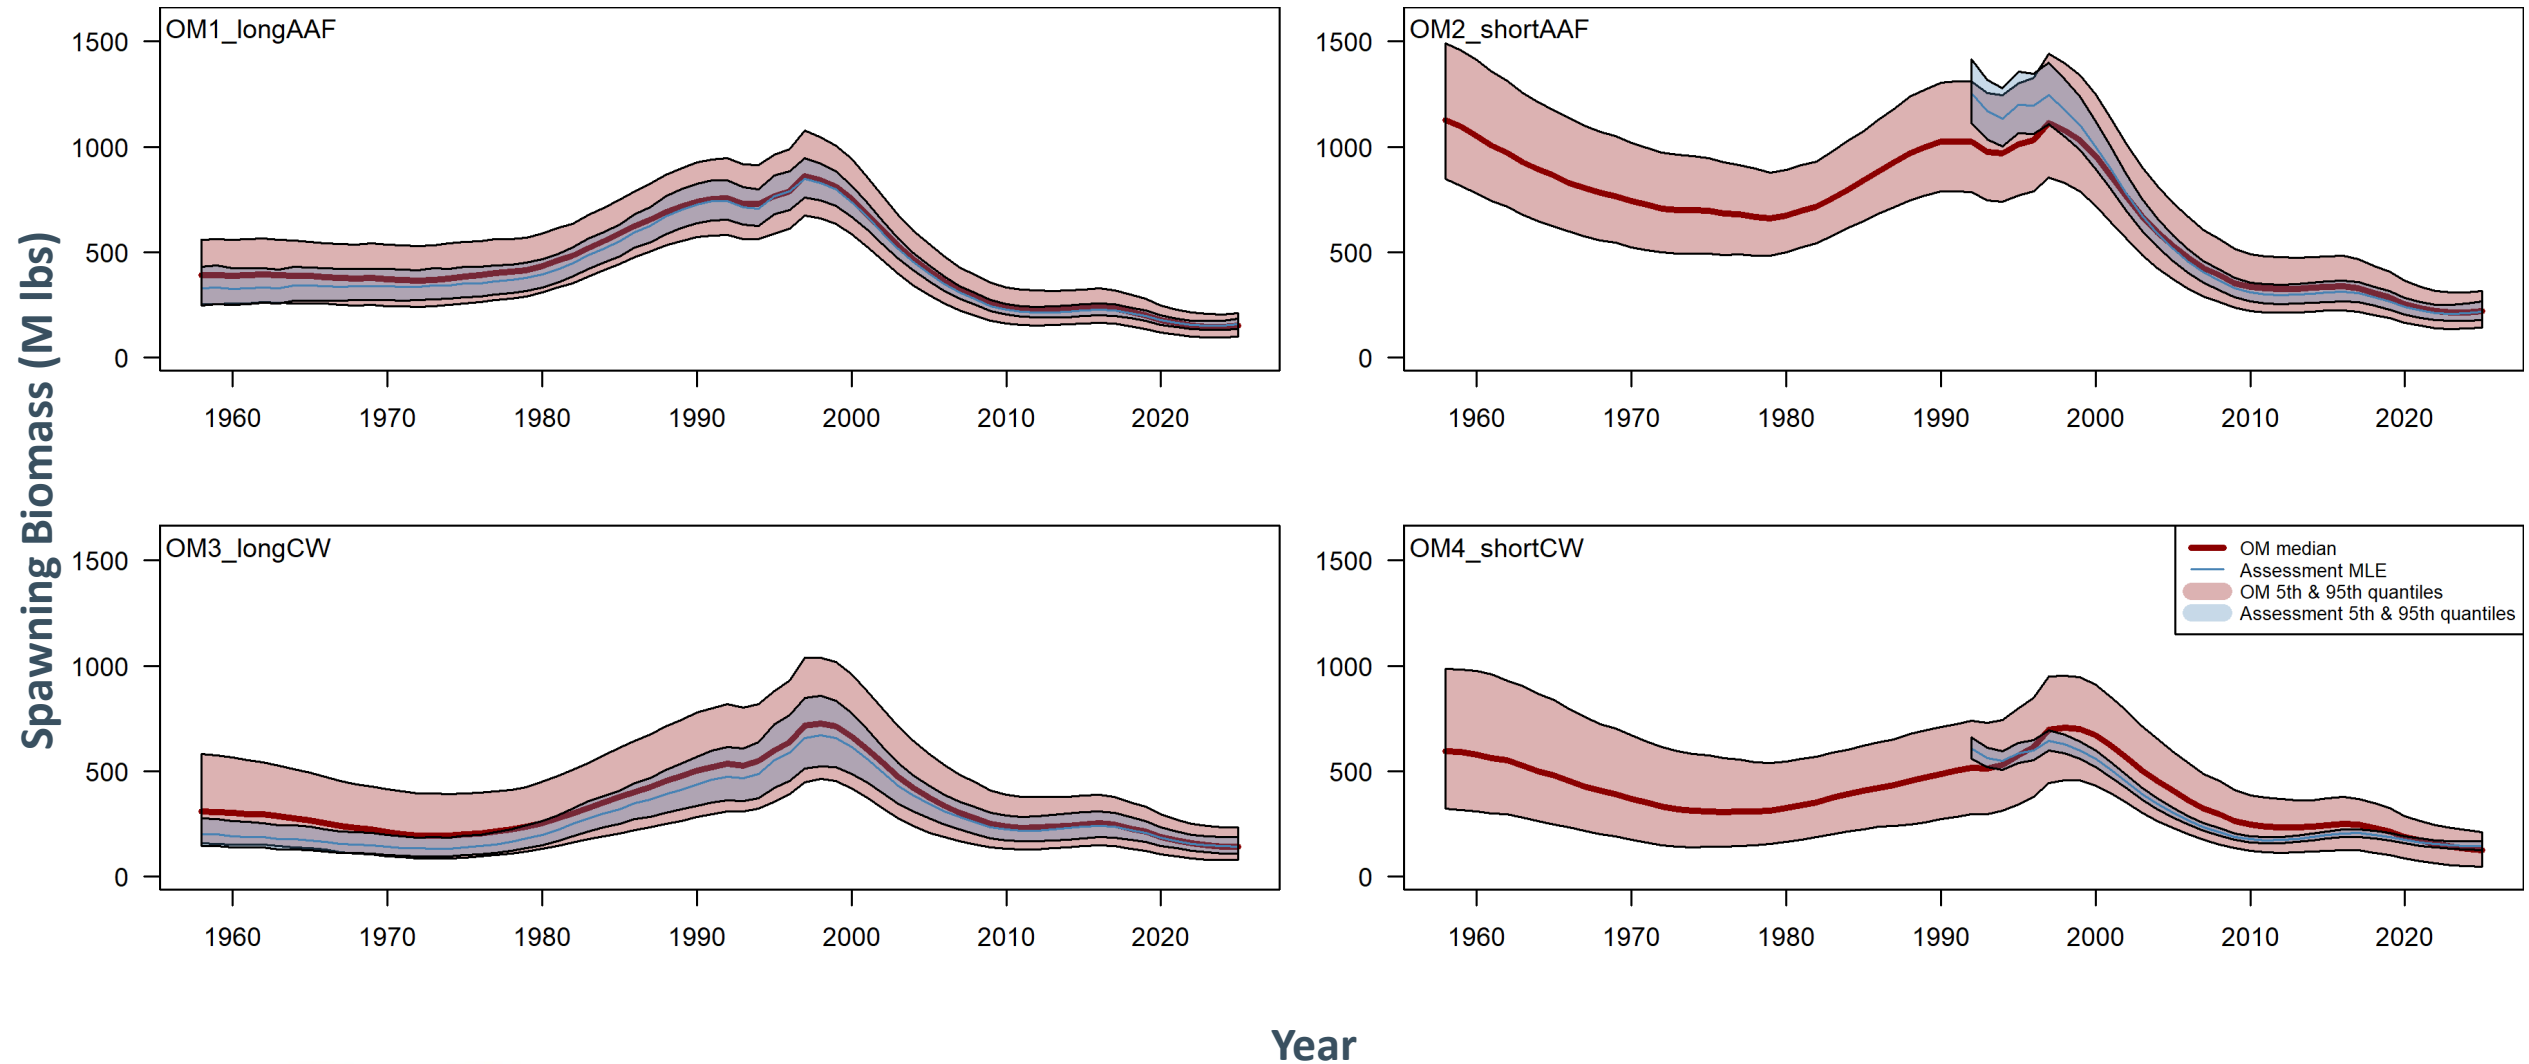 OM1_longAAF
1500
1000
500
0
1960 1970 1980 1990 2000 2010 2020
OM2_shortAAF
1500
1000
500
0
1960 1970 1980 1990 2000 2010 2020
Spawning Biomass (M lbs)
OM3_longCW
1500
1000
500
0
1960 1970 1980 1990 2000 2010 2020
OM4_shortCW
1500
1000
500
0
1960 1970 1980 1990 2000 2010 2020
OM median
Assessment MLE
OM 5th & 95th quantiles
Assessment 5th & 95th quantiles
Year